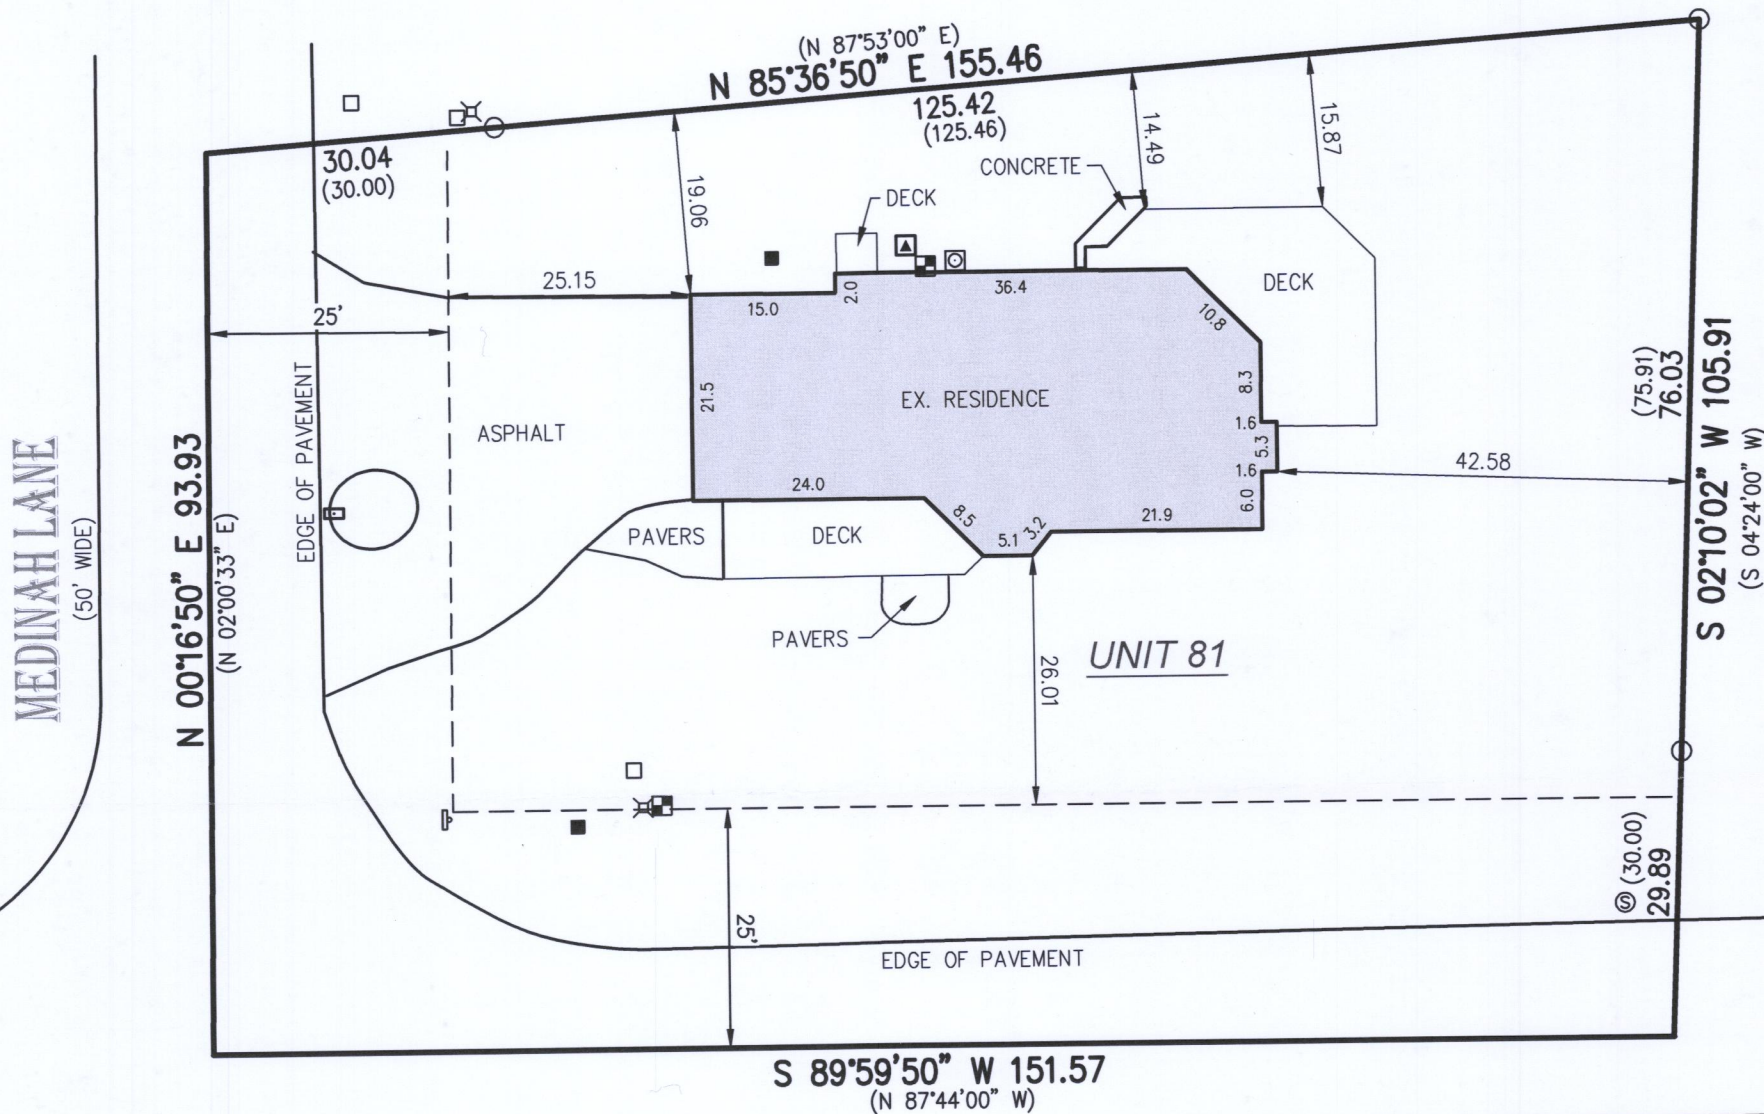 (N 87°53'00" E)
N 85°36'50" E 155.46
125.42
(125.46)
30.04
(30.00)
19.06
14.49
15.87
CONCRETE
DECK
25.15
25'
15.0
2.0
36.4
10.8
DECK
8.3
1.6
5.3
1.6
6.0
42.58
21.5
EX. RESIDENCE
ASPHALT
EDGE OF PAVEMENT
MEDINAH LANE
(50' WIDE)
N 00°16'50" E 93.93
(N 02°00'33" E)
(75.91)
76.03
S 02°10'02" W 105.91
(S 04°24'00" W)
24.0
8.5
5.1
3.2
21.9
PAVERS
DECK
PAVERS
26.01
UNIT 81
25'
Ⓢ (30.00)
29.89
EDGE OF PAVEMENT
S 89°59'50" W 151.57
(N 87°44'00" W)